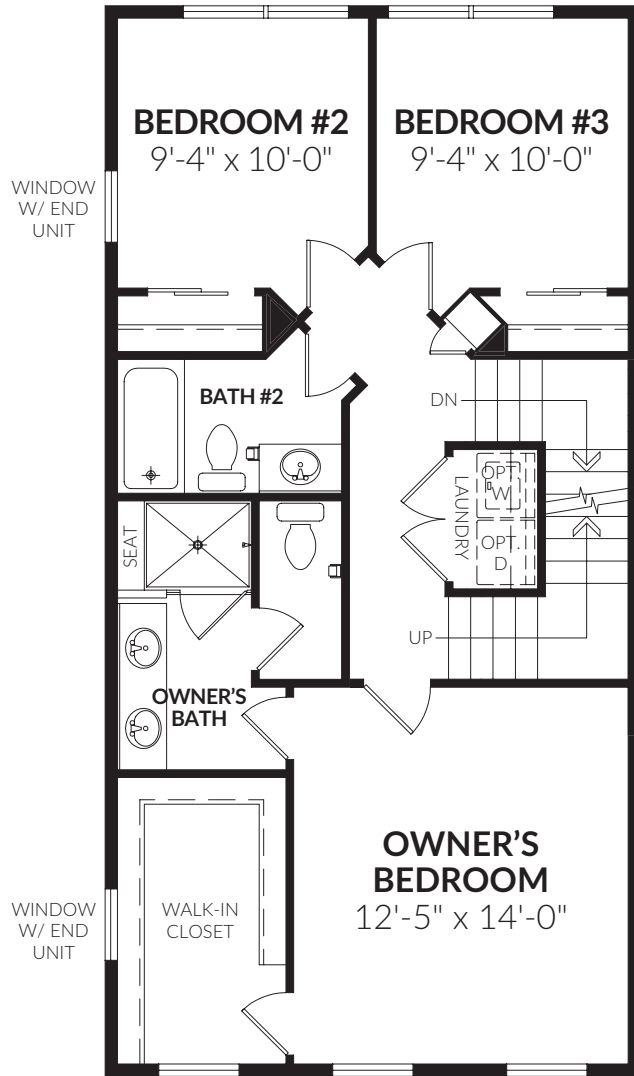 BEDROOM #2
9'-4" x 10'-0"
BEDROOM #3
9'-4" x 10'-0"
WINDOW
W/ END
UNIT
BATH #2
DN
OPT.
W
LAUNDRY
OPT.
D
SEAT
UP
OWNER'S
BATH
OWNER'S
BEDROOM
12'-5" x 14'-0"
WALK-IN
CLOSET
WINDOW
W/ END
UNIT